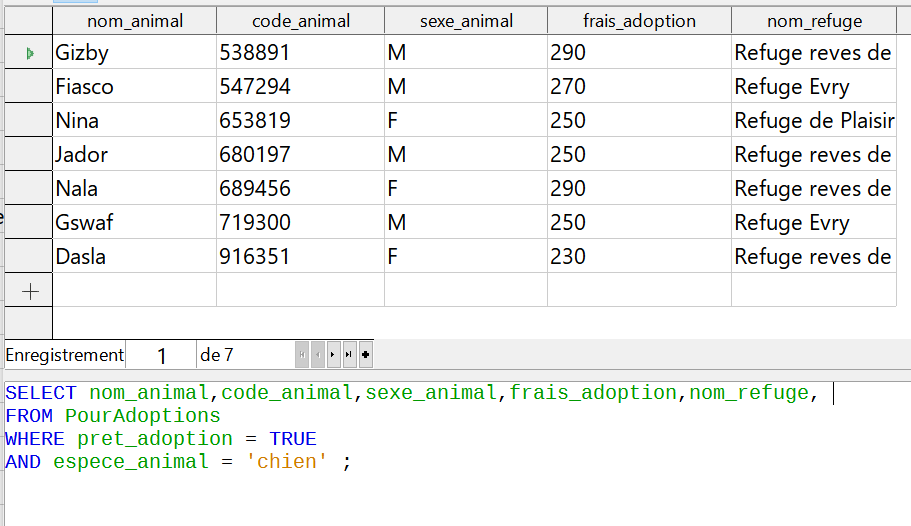 nom_animal code_animal sexe_animal frais_adoption nom_refuge
Gizby 538891 M 290 Refuge reves de
Fiasco 547294 M 270 Refuge Evry
Nina 653819 F 250 Refuge de Plaisir
Jador 680197 M 250 Refuge reves de
Nala 689456 F 290 Refuge reves de
Gswaf 719300 M 250 Refuge Evry
Dasla 916351 F 230 Refuge reves de
Enregistrement 1 de 7
SELECT nom_animal,code_animal,sexe_animal,frais_adoption,nom_refuge,
FROM PourAdoptions
WHERE pret_adoption = TRUE
AND espece_animal = 'chien' ;